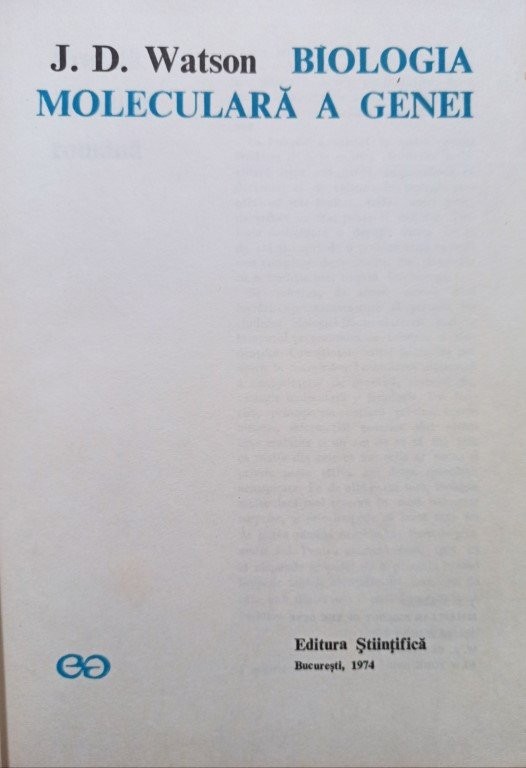 J. D. Watson BIOLOGIA
MOLECULARĂ A GENEI
Editura Ştiinţifică
Bucureşti, 1974